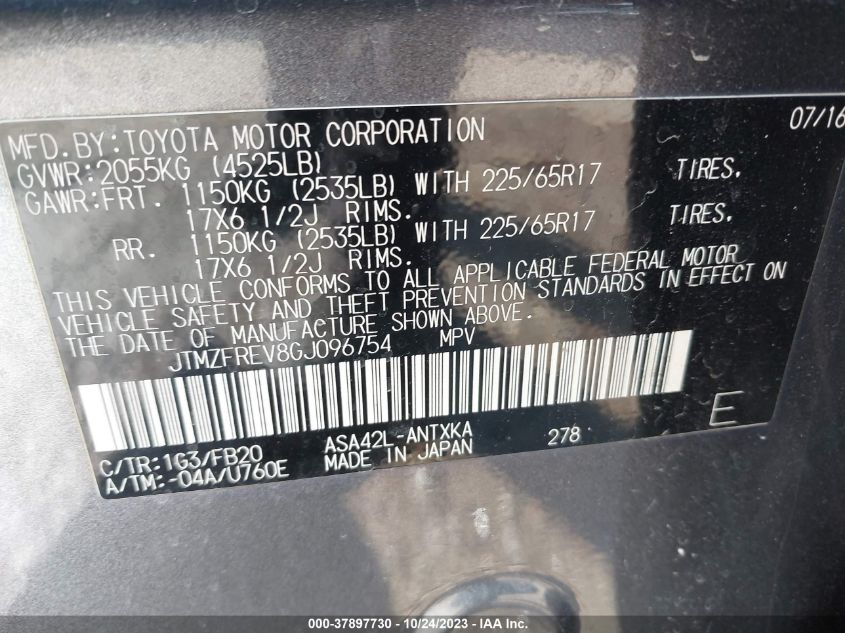 MFD.BY:TOYOTA MOTOR CORPORATION 07/16
GVWR:2055KG (4525LB)
GAWR:FRT. 1150KG (2535LB) WITH 225/65R17 TIRES.
17X6 1/2J RIMS.
RR. 1150KG (2535LB) WITH 225/65R17 TIRES.
17X6 1/2J RIMS.
THIS VEHICLE CONFORMS TO ALL APPLICABLE FEDERAL MOTOR
VEHICLE SAFETY AND THEFT PREVENTION STANDARDS IN EFFECT ON
THE DATE OF MANUFACTURE SHOWN ABOVE.
JTMZFREV8GJ096754 MPV
E
C/TR:1G3/FB20 ASA42L-ANTXKA 278
A/TM:-04A/U760E MADE IN JAPAN
000-37897730 - 10/24/2023 - IAA Inc.